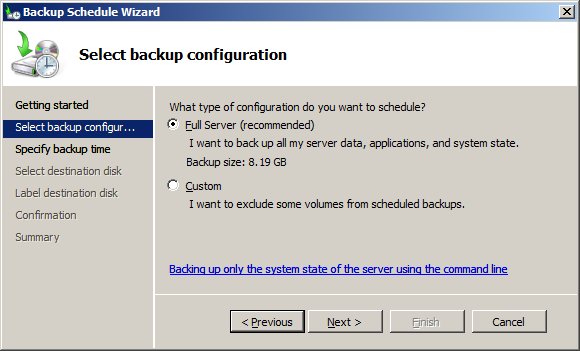 Backup Schedule Wizard
Select backup configuration
Getting started
Select backup configur...
Specify backup time
Select destination disk
Label destination disk
Confirmation
Summary
What type of configuration do you want to schedule?
Full Server (recommended)
I want to back up all my server data, applications, and system state.
Backup size: 8.19 GB
Custom
I want to exclude some volumes from scheduled backups.
Backing up only the system state of the server using the command line
< Previous
Next >
Finish
Cancel